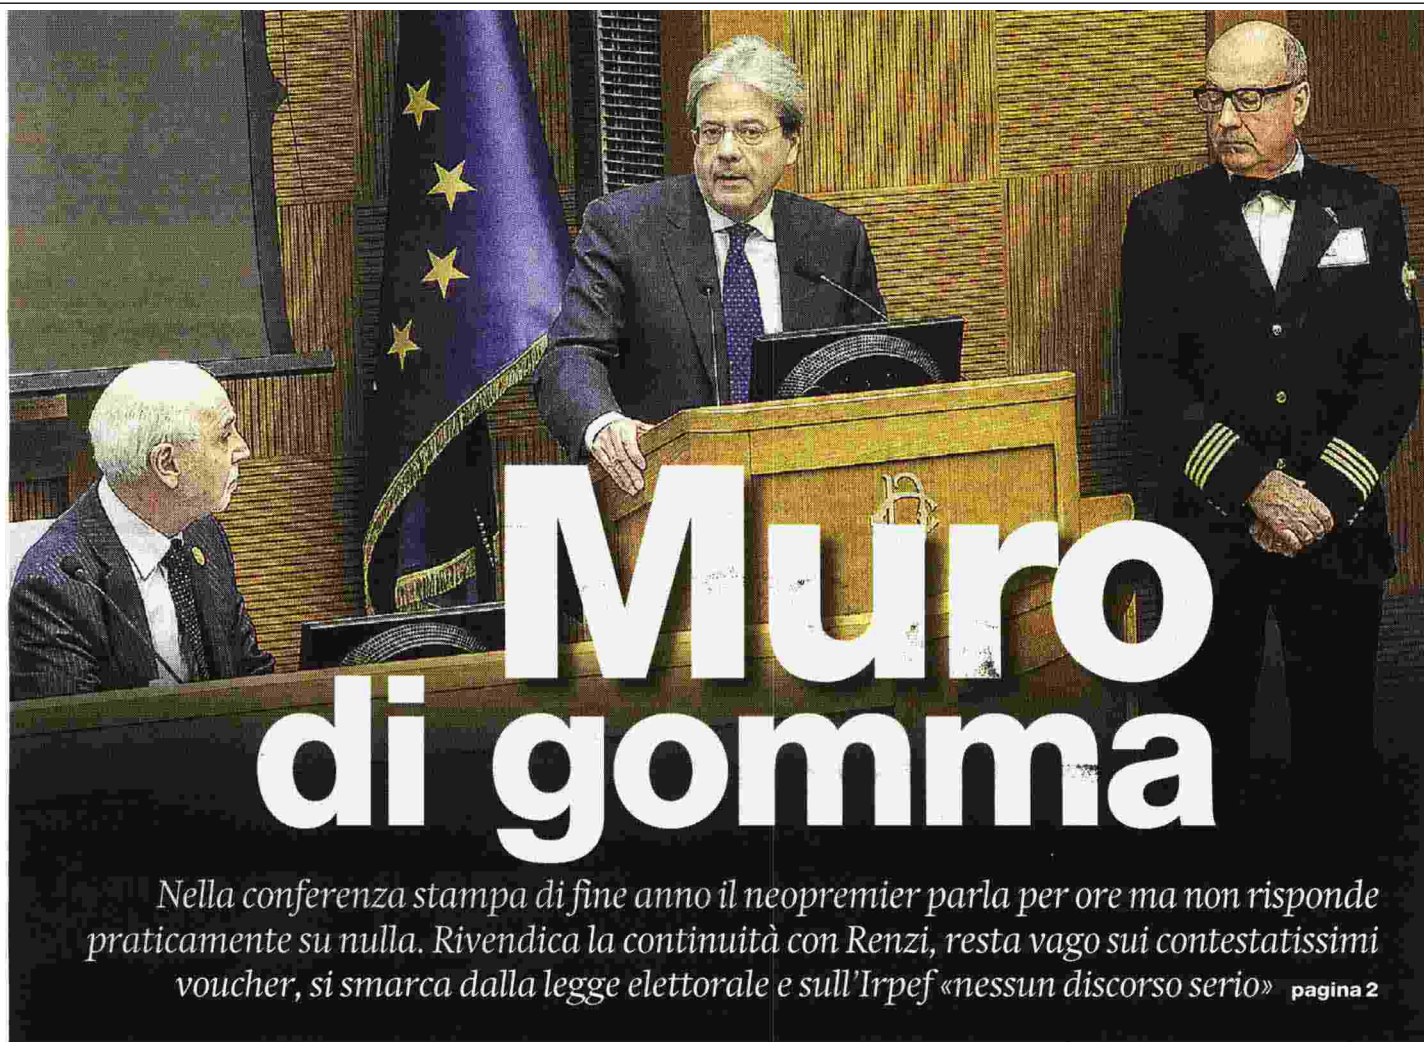 Muro
di gomma
Nella conferenza stampa di fine anno il neopremier parla per ore ma non risponde
praticamente su nulla. Rivendica la continuità con Renzi, resta vago sui contestatissimi
voucher, si smarca dalla legge elettorale e sull'Irpef «nessun discorso serio» pagina 2